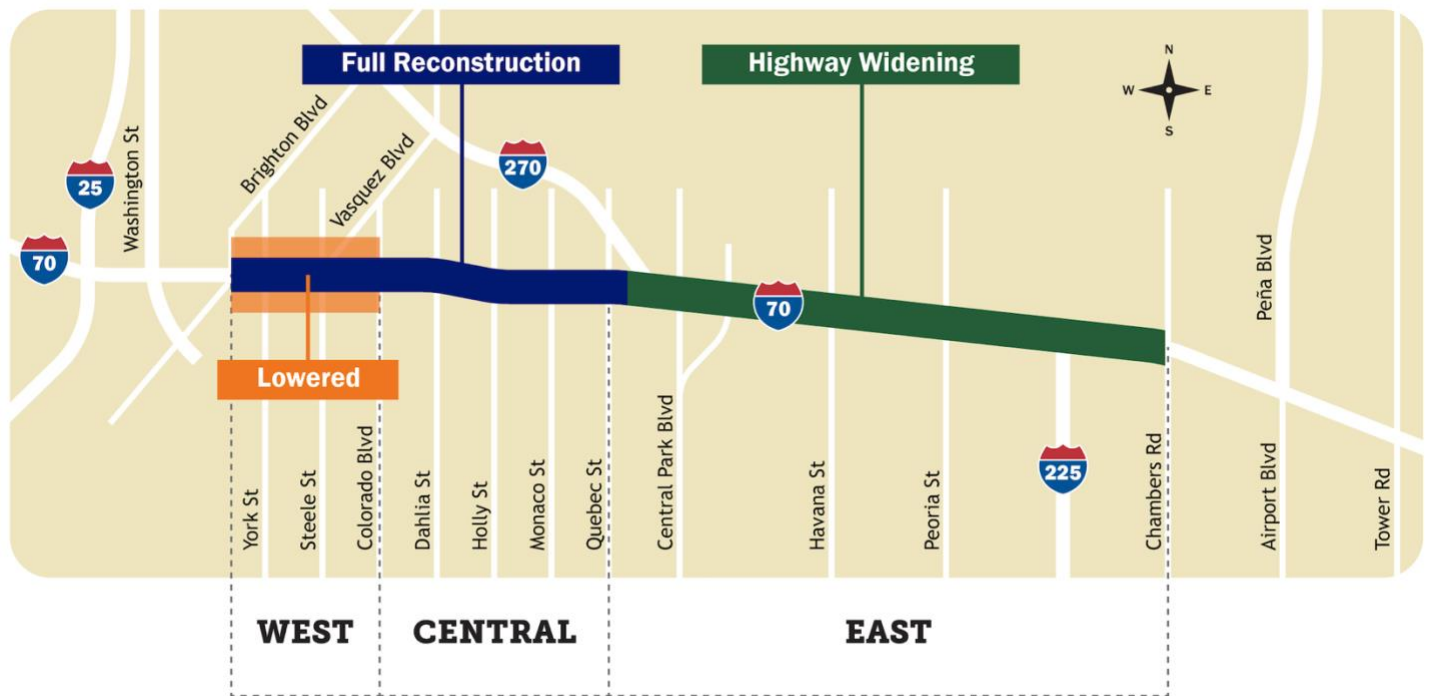 Full Reconstruction
Highway Widening
N
W
E
S
Brighton Blvd
Washington St
Vasquez Blvd
25
270
70
70
Peña Blvd
Lowered
York St
Steele St
Colorado Blvd
Dahlia St
Holly St
Monaco St
Quebec St
Central Park Blvd
Havana St
Peoria St
225
Chambers Rd
Airport Blvd
Tower Rd
WEST
CENTRAL
EAST